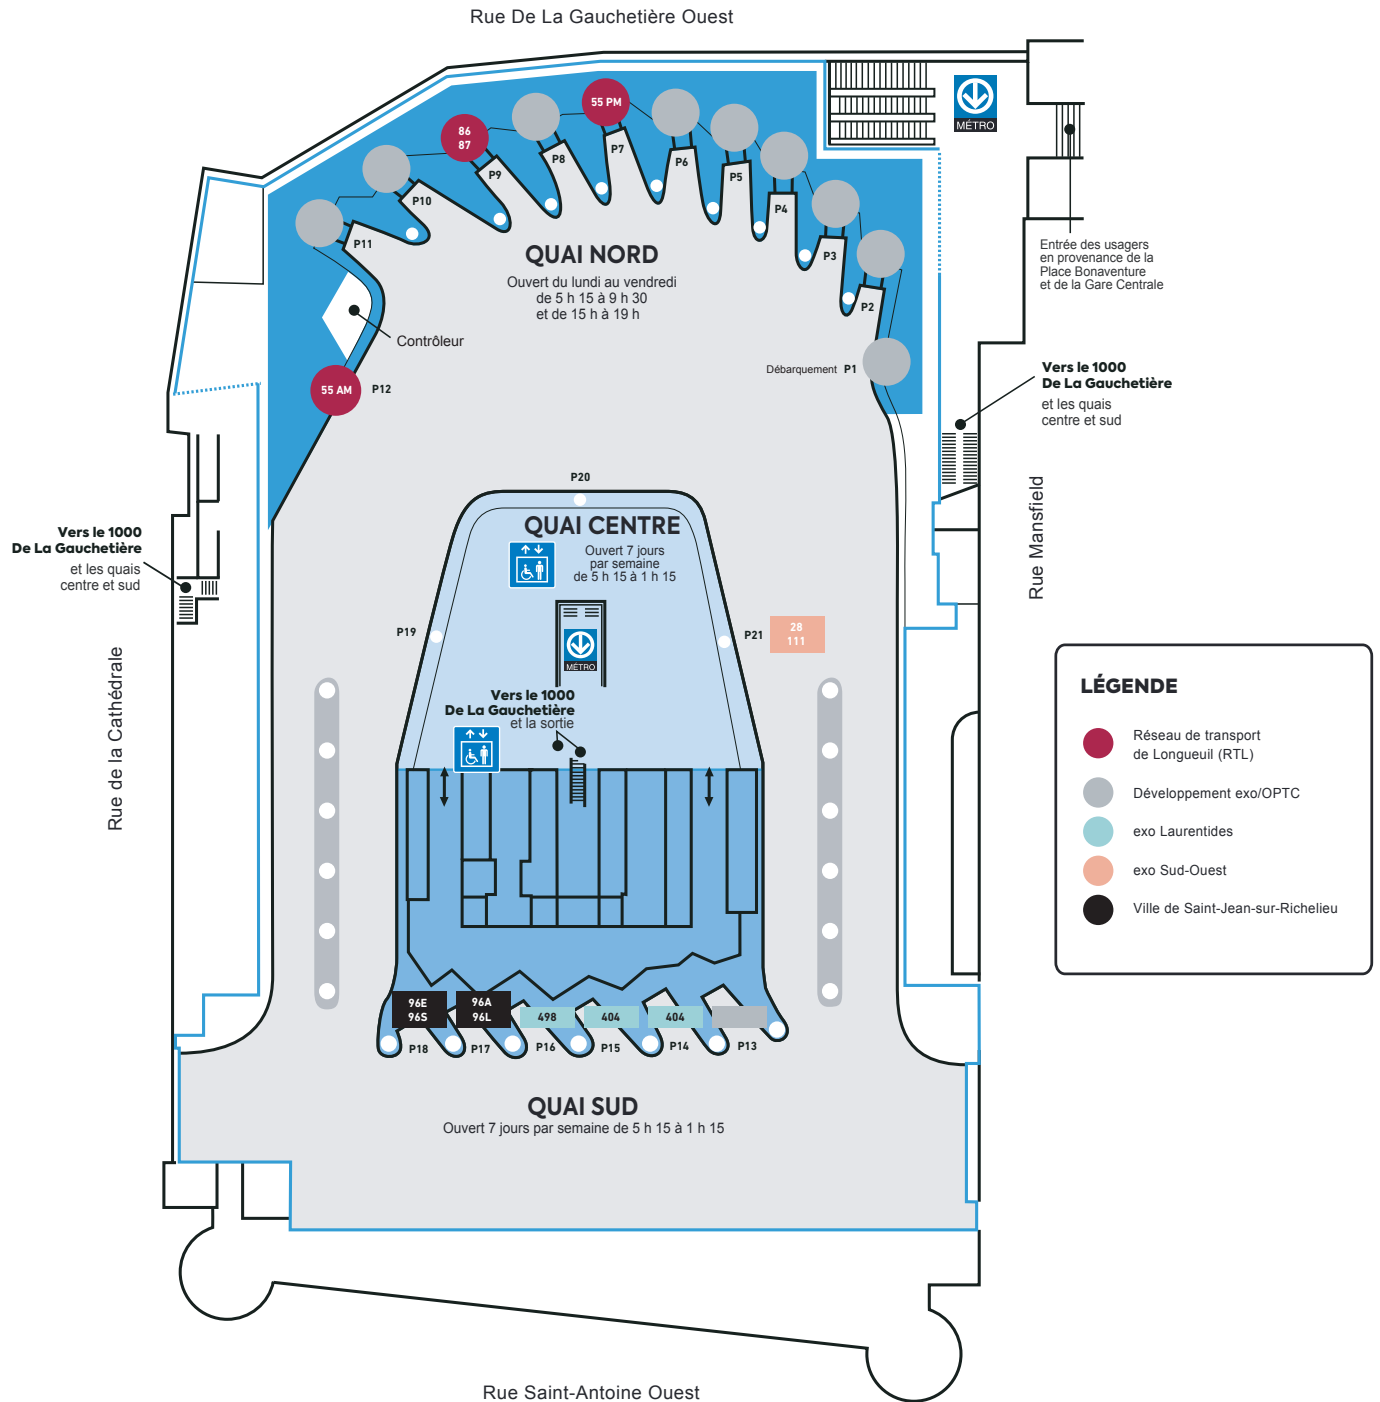 Rue De La Gauchetière Ouest
55 PM
86
87
MÉTRO
P7
P8
P6
P9
P5
P10
P4
P11
P3
P2
QUAI NORD
Ouvert du lundi au vendredi
de 5 h 15 à 9 h 30
et de 15 h à 19 h
Entrée des usagers
en provenance de la
Place Bonaventure
et de la Gare Centrale
Contrôleur
55 AM
P12
Débarquement P1
Vers le 1000
De La Gauchetière
et les quais
centre et sud
P20
QUAI CENTRE
Ouvert 7 jours
par semaine
de 5 h 15 à 1 h 15
Vers le 1000
De La Gauchetière
et les quais
centre et sud
Rue Mansfield
P19
MÉTRO
P21
28
111
Rue de la Cathédrale
Vers le 1000
De La Gauchetière
et la sortie
LÉGENDE
Réseau de transport
de Longueuil (RTL)
Développement exo/OPTC
exo Laurentides
exo Sud-Ouest
Ville de Saint-Jean-sur-Richelieu
96E
96S
96A
96L
498
404
404
P18
P17
P16
P15
P14
P13
QUAI SUD
Ouvert 7 jours par semaine de 5 h 15 à 1 h 15
Rue Saint-Antoine Ouest